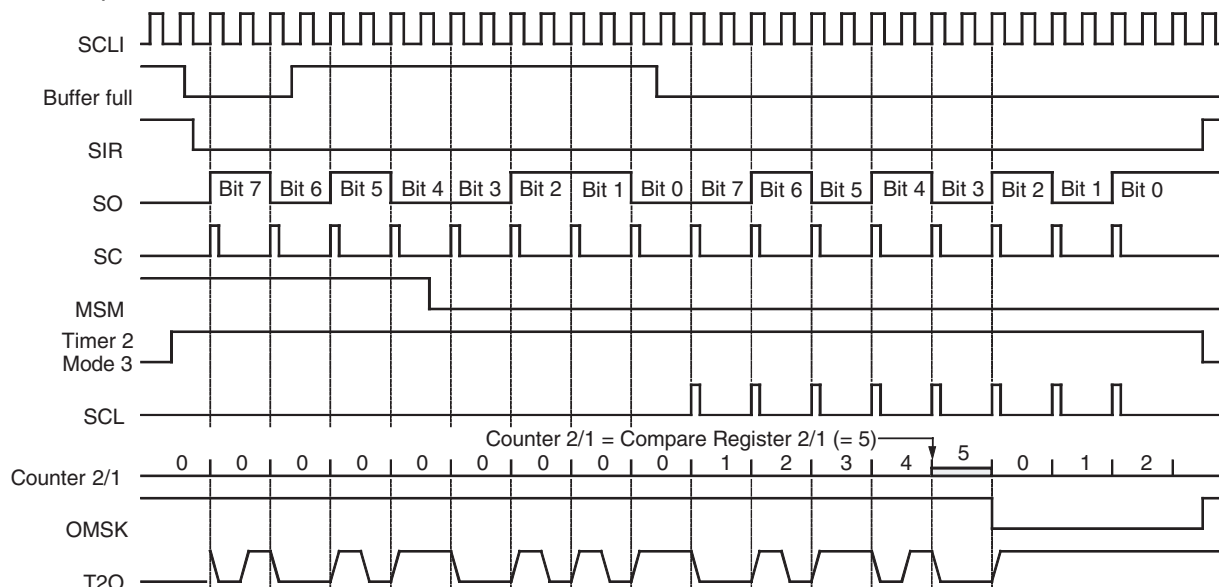 SCLI
Buffer full
SIR
SO Bit 7 Bit 6 Bit 5 Bit 4 Bit 3 Bit 2 Bit 1 Bit 0 Bit 7 Bit 6 Bit 5 Bit 4 Bit 3 Bit 2 Bit 1 Bit 0
SC
MSM
Timer 2
Mode 3
SCL
Counter 2/1 = Compare Register 2/1 (= 5)
Counter 2/1 0 0 0 0 0 0 0 0 0 1 2 3 4 5 0 1 2
OMSK
T2O